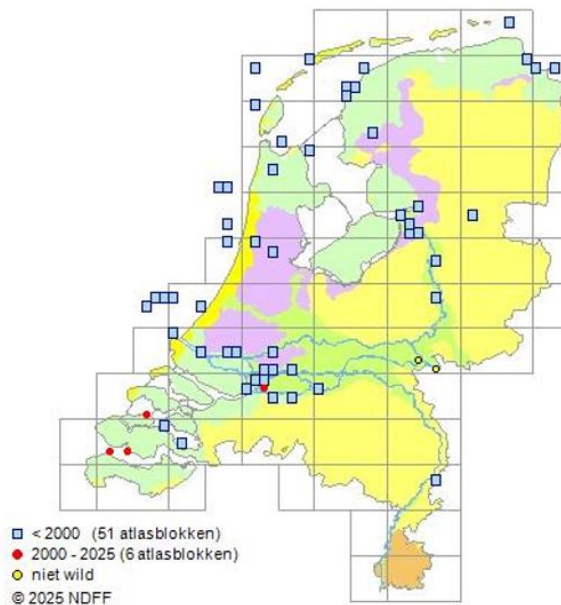 < 2000 (51 atlasblokken)
2000 - 2025 (6 atlasblokken)
niet wild
© 2025 NDFF